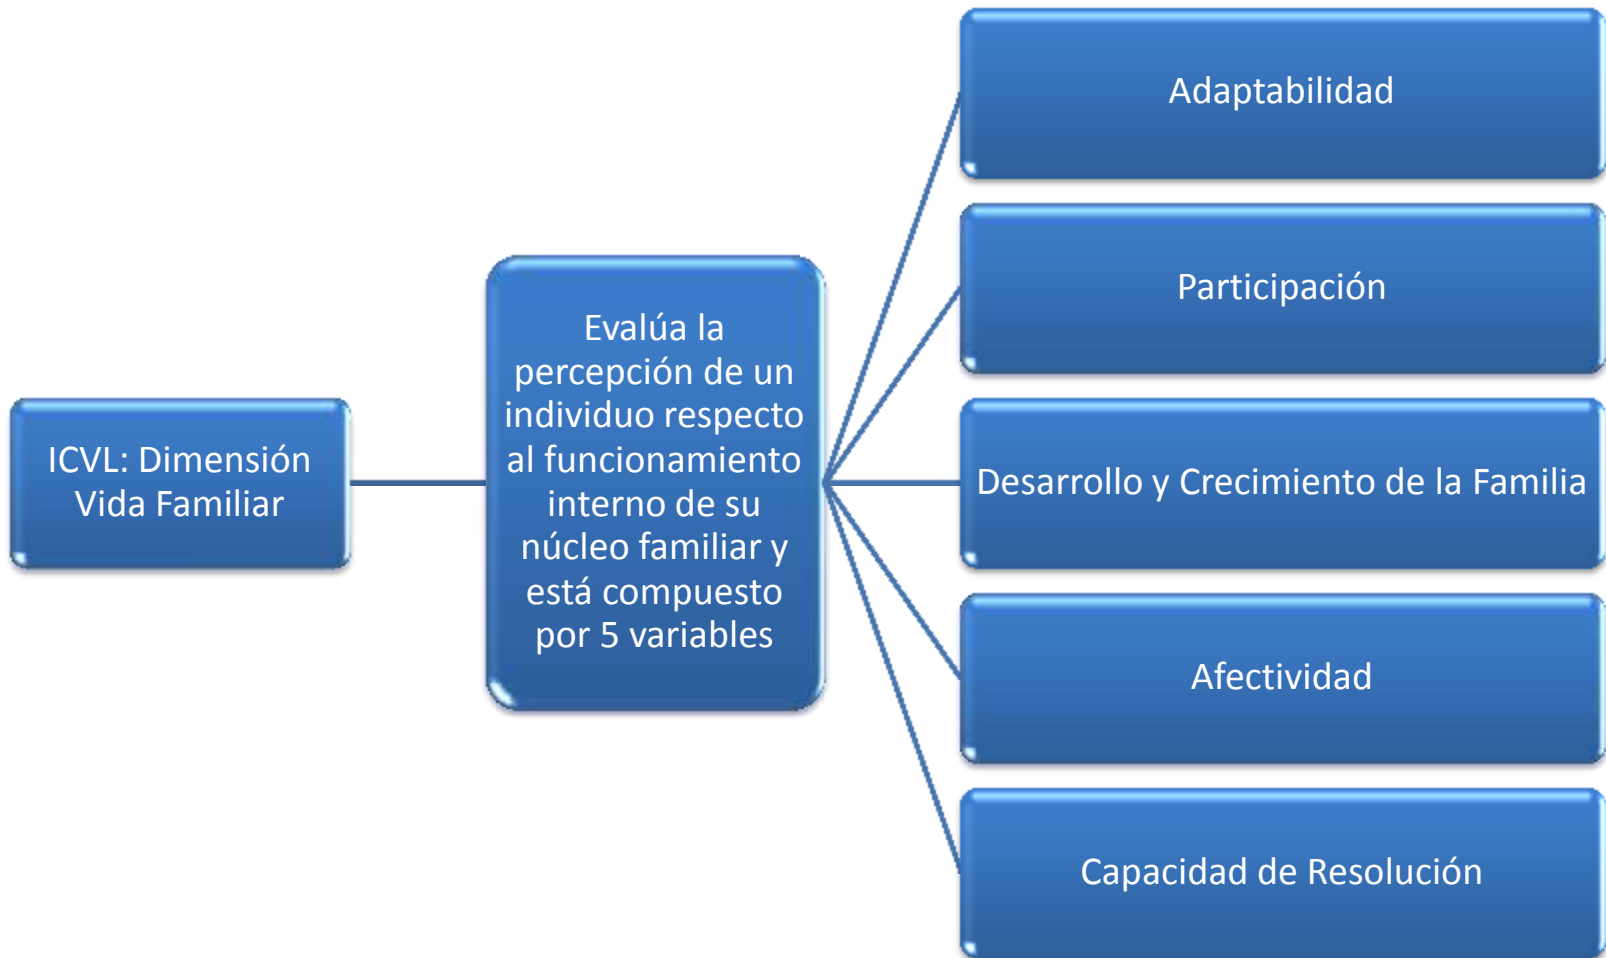 ICVL: Dimensión
Vida Familiar
Evalúa la
percepción de un
individuo respecto
al funcionamiento
interno de su
núcleo familiar y
está compuesto
por 5 variables
Adaptabilidad
Participación
Desarrollo y Crecimiento de la Familia
Afectividad
Capacidad de Resolución